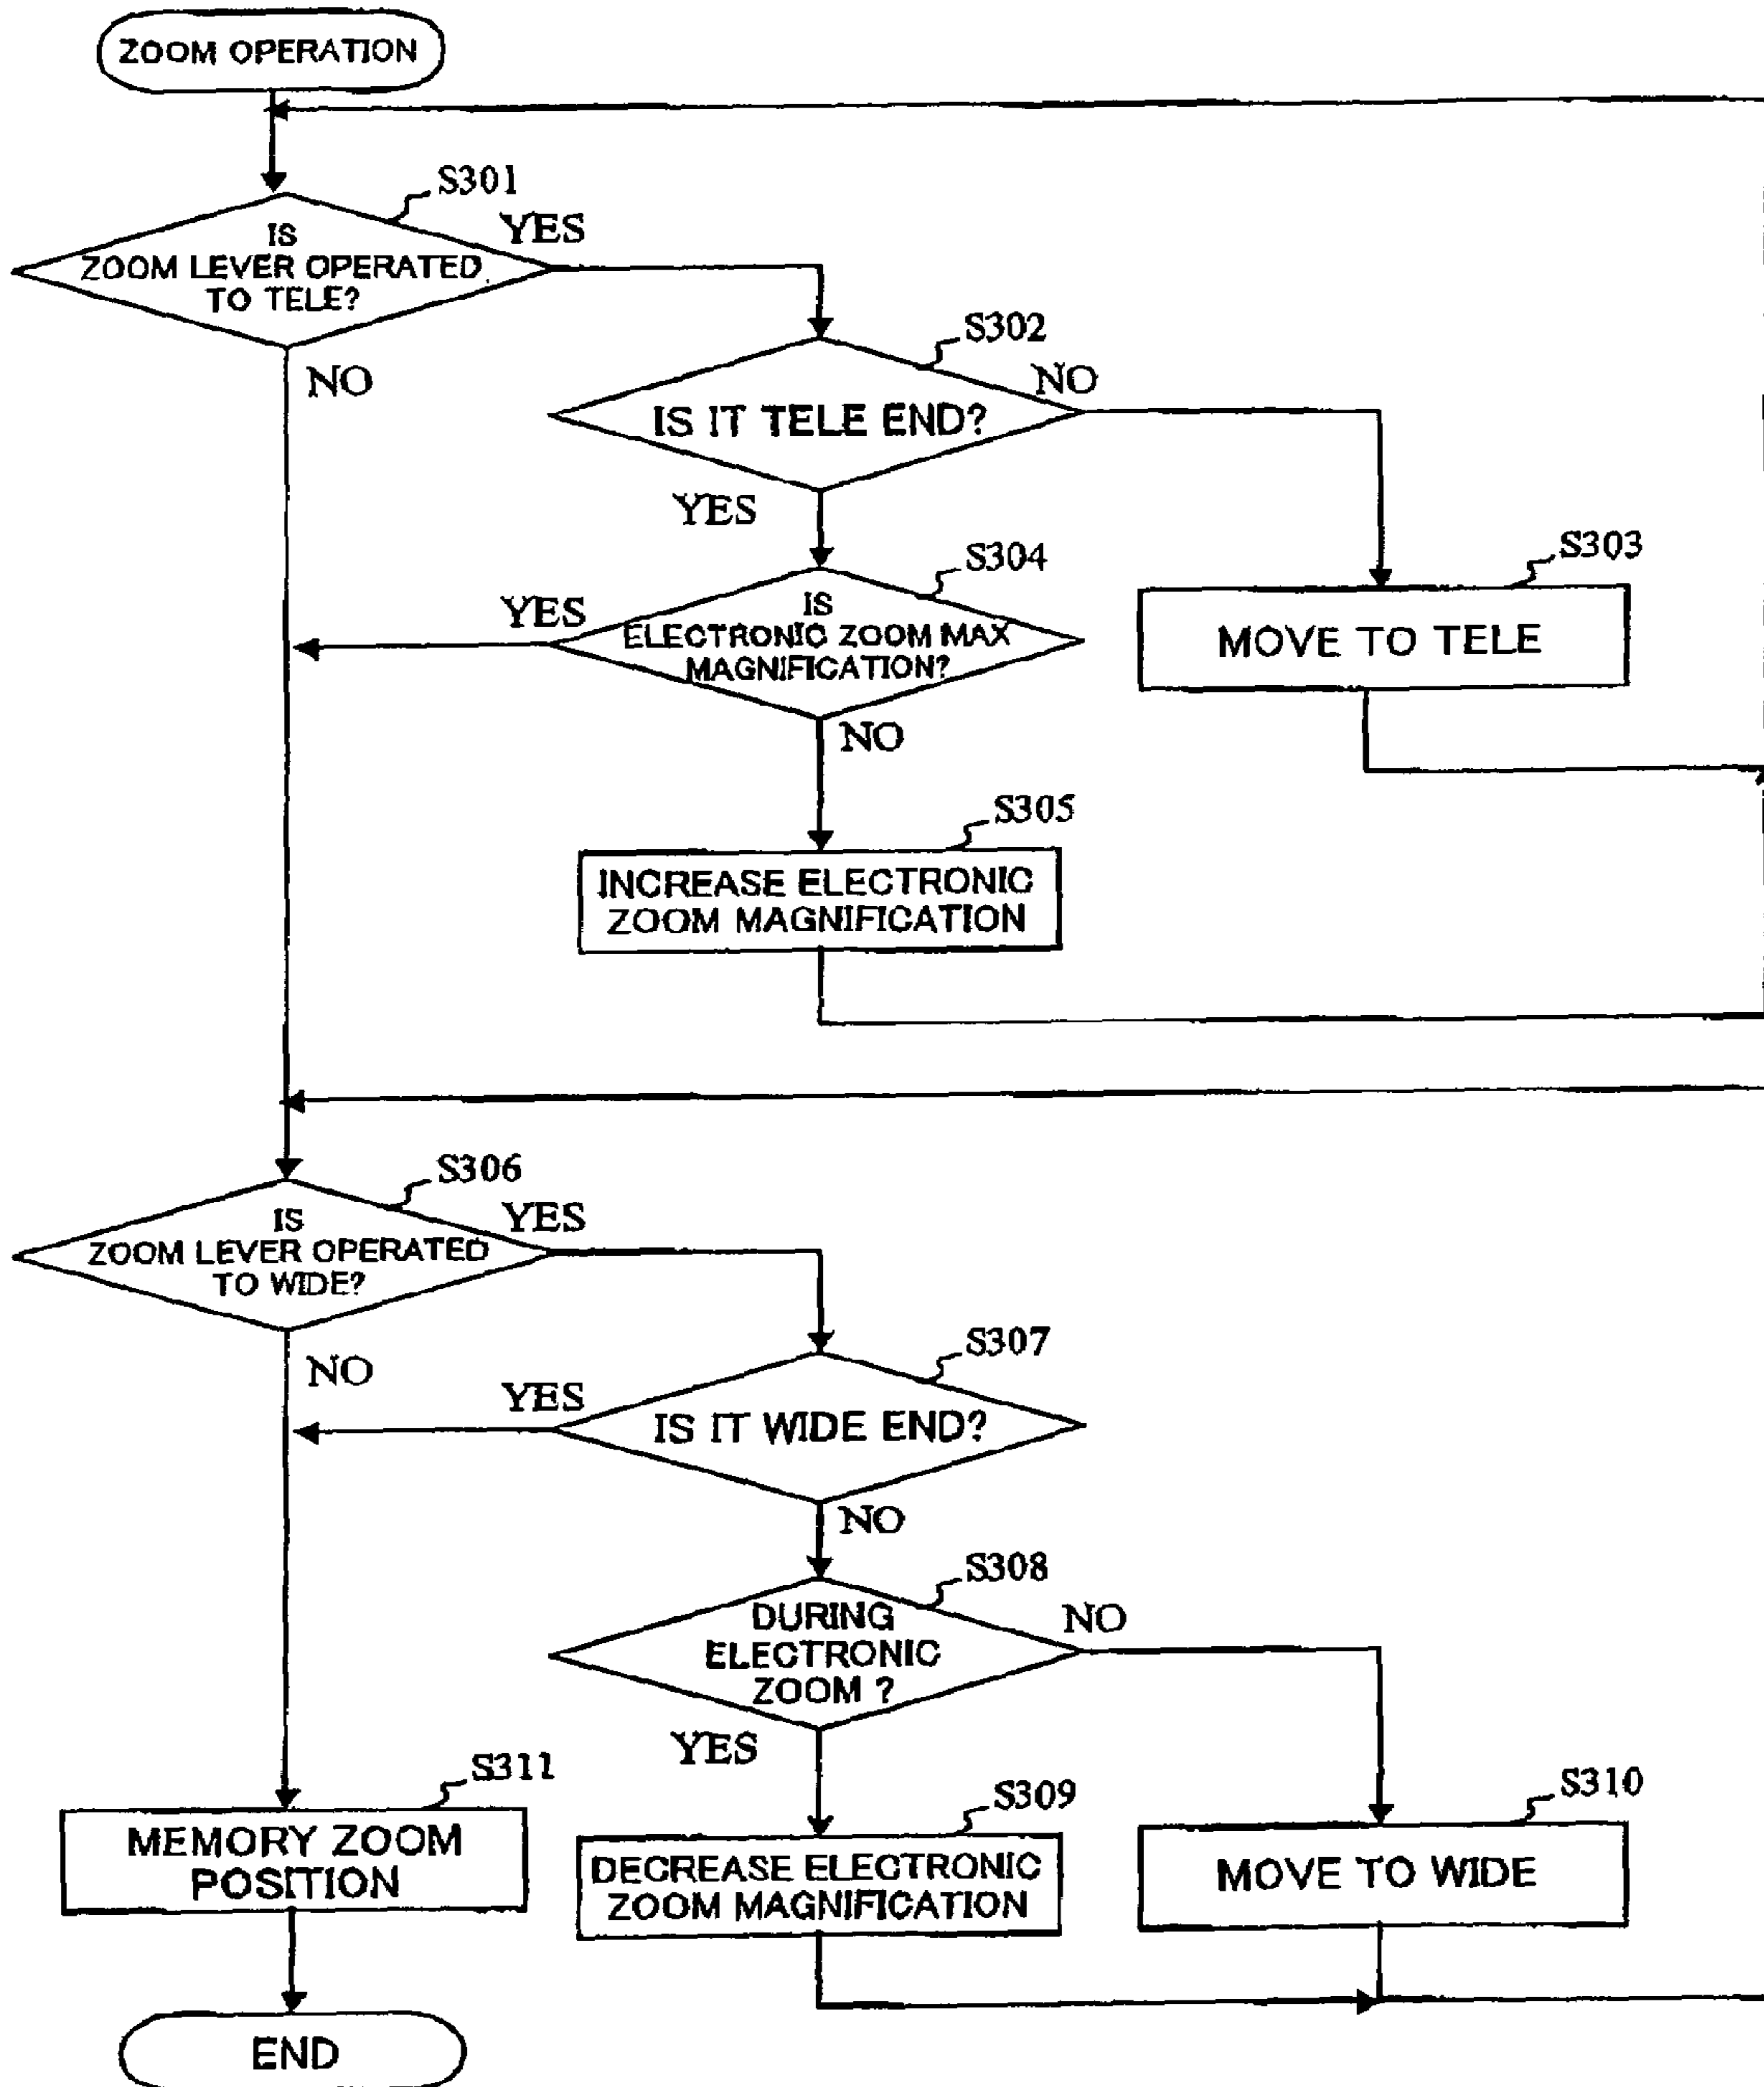 ZOOM OPERATION
S301
IS
ZOOM LEVER OPERATED
TO TELE?
YES
NO
S302
IS IT TELE END?
NO
YES
S303
MOVE TO TELE
S304
IS
ELECTRONIC ZOOM MAX
MAGNIFICATION?
YES
NO
S305
INCREASE ELECTRONIC
ZOOM MAGNIFICATION
S306
IS
ZOOM LEVER OPERATED
TO WIDE?
YES
NO
S307
IS IT WIDE END?
YES
NO
S308
DURING
ELECTRONIC
ZOOM ?
NO
YES
S311
MEMORY ZOOM
POSITION
S309
DECREASE ELECTRONIC
ZOOM MAGNIFICATION
S310
MOVE TO WIDE
END